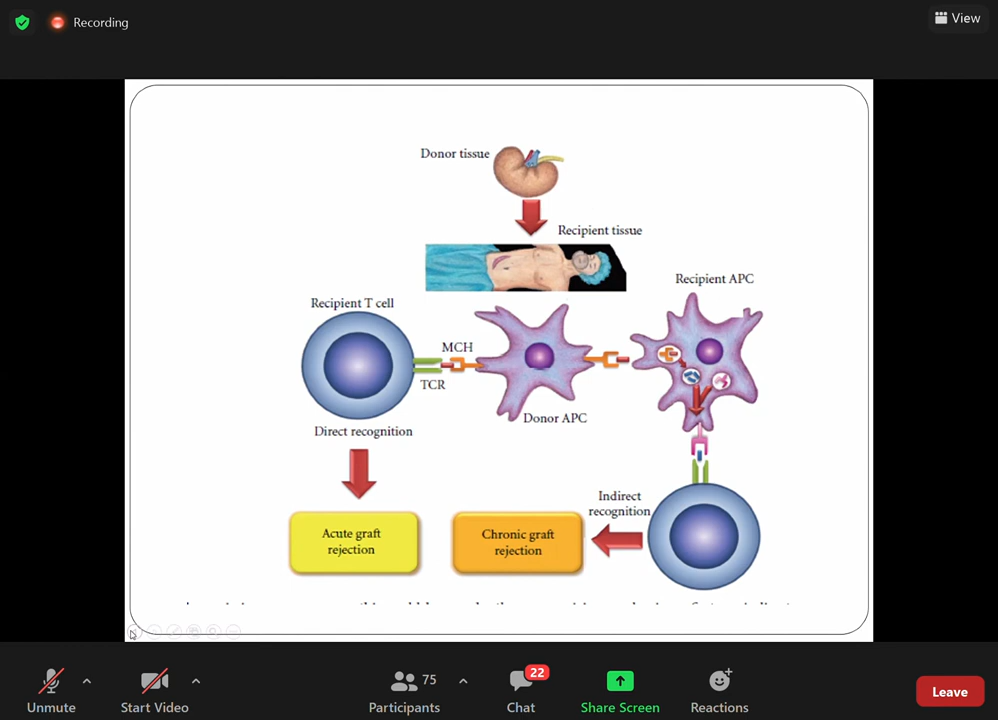 Recording
View
Donor tissue
Recipient tissue
Recipient APC
Recipient T cell
MCH
TCR
Donor APC
Direct recognition
Indirect
recognition
Acute graft
rejection
Chronic graft
rejection
Unmute
Start Video
75
Participants
22
Chat
Share Screen
Reactions
Leave